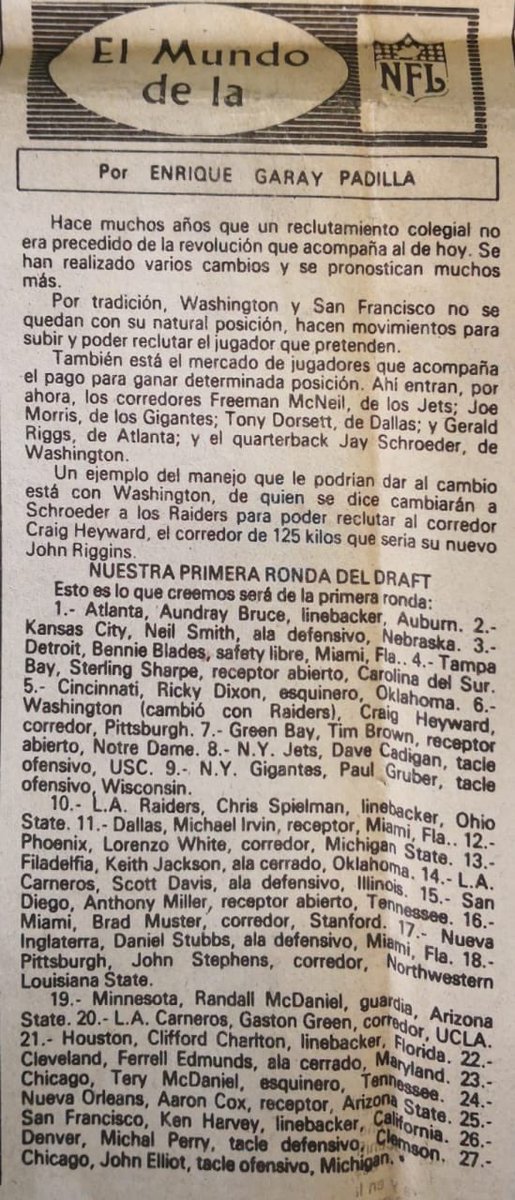 El Mundo
de la
NFL
Por ENRIQUE GARAY PADILLA
Hace muchos años que un reclutamiento colegial no
era precedido de la revolución que acompaña al de hoy. Se
han realizado varios cambios y se pronostican muchos
más.
Por tradición, Washington y San Francisco no se
quedan con su natural posición, hacen movimientos para
subir y poder reclutar el jugador que pretenden.
También está el mercado de jugadores que acompaña
el pago para ganar determinada posición. Ahí entran, por
ahora, los corredores Freeman McNeil, de los Jets; Joe
Morris, de los Gigantes; Tony Dorsett, de Dallas; y Gerald
Riggs, de Atlanta; y el quarterback Jay Schroeder, de
Washington.
Un ejemplo del manejo que le podrian dar al cambio
está con Washington, de quien se dice cambiarán a
Schroeder a los Raiders para poder reclutar al corredor
Craig Heyward, el corredor de 125 kilos que seria su nuevo
John Riggins.
NUESTRA PRIMERA RONDA DEL DRAFT
Esto es lo que creemos será de la primera ronda:
1.- Atlanta, Aundray Bruce, linebacker, Auburn. 2.-
Kansas City, Neil Smith, ala defensivo, Nebraska. 3.-
Detroit, Bennie Blades, safety libre, Miami, Fla.. 4.- Tampa
Bay, Sterling Sharpe, receptor abierto, Carolina del Sur.
5.- Cincinnati, Ricky Dixon, esquinero, Oklahoma. 6.-
Washington (cambió con Raiders), Craig Heyward,
corredor, Pittsburgh. 7.- Green Bay, Tim Brown, receptor
abierto, Notre Dame. 8.- N.Y. Jets, Dave Cadigan, tacle
ofensivo, USC. 9.- N.Y. Gigantes, Paul Gruber, tacle
ofensivo, Wisconsin.
10.- L.A. Raiders, Chris Spielman, linebacker, Ohio
State. 11.- Dallas, Michael Irvin, receptor, Miami, Fla.. 12.-
Phoenix, Lorenzo White, corredor, Michigan State. 13.-
Filadelfia, Keith Jackson, ala cerrado, Oklahoma. 14.- L.A.
Carneros, Scott Davis, ala defensivo, Illinois. 15.- San
Diego, Anthony Miller, receptor abierto, Tennessee. 16.-
Miami, Brad Muster, corredor, Stanford. 17.- Nueva
Inglaterra, Daniel Stubbs, ala defensivo, Miami, Fla. 18.-
Pittsburgh, John Stephens, corredor, Northwestern
Louisiana State.
19.- Minnesota, Randall McDaniel, guardia, Arizona
State. 20.- L.A. Carneros, Gaston Green, corredor, UCLA.
21.- Houston, Clifford Charlton, linebacker, Florida. 22.-
Cleveland, Ferrell Edmunds, ala cerrado, Maryland. 23.-
Chicago, Tery McDaniel, esquinero, Tennessee. 24.-
Nueva Orleans, Aaron Cox, receptor, Arizona State. 25.-
San Francisco, Ken Harvey, linebacker, California. 26.-
Denver, Michal Perry, tacle defensivo, Clemson. 27.-
Chicago, John Elliot, tacle ofensivo, Michigan.